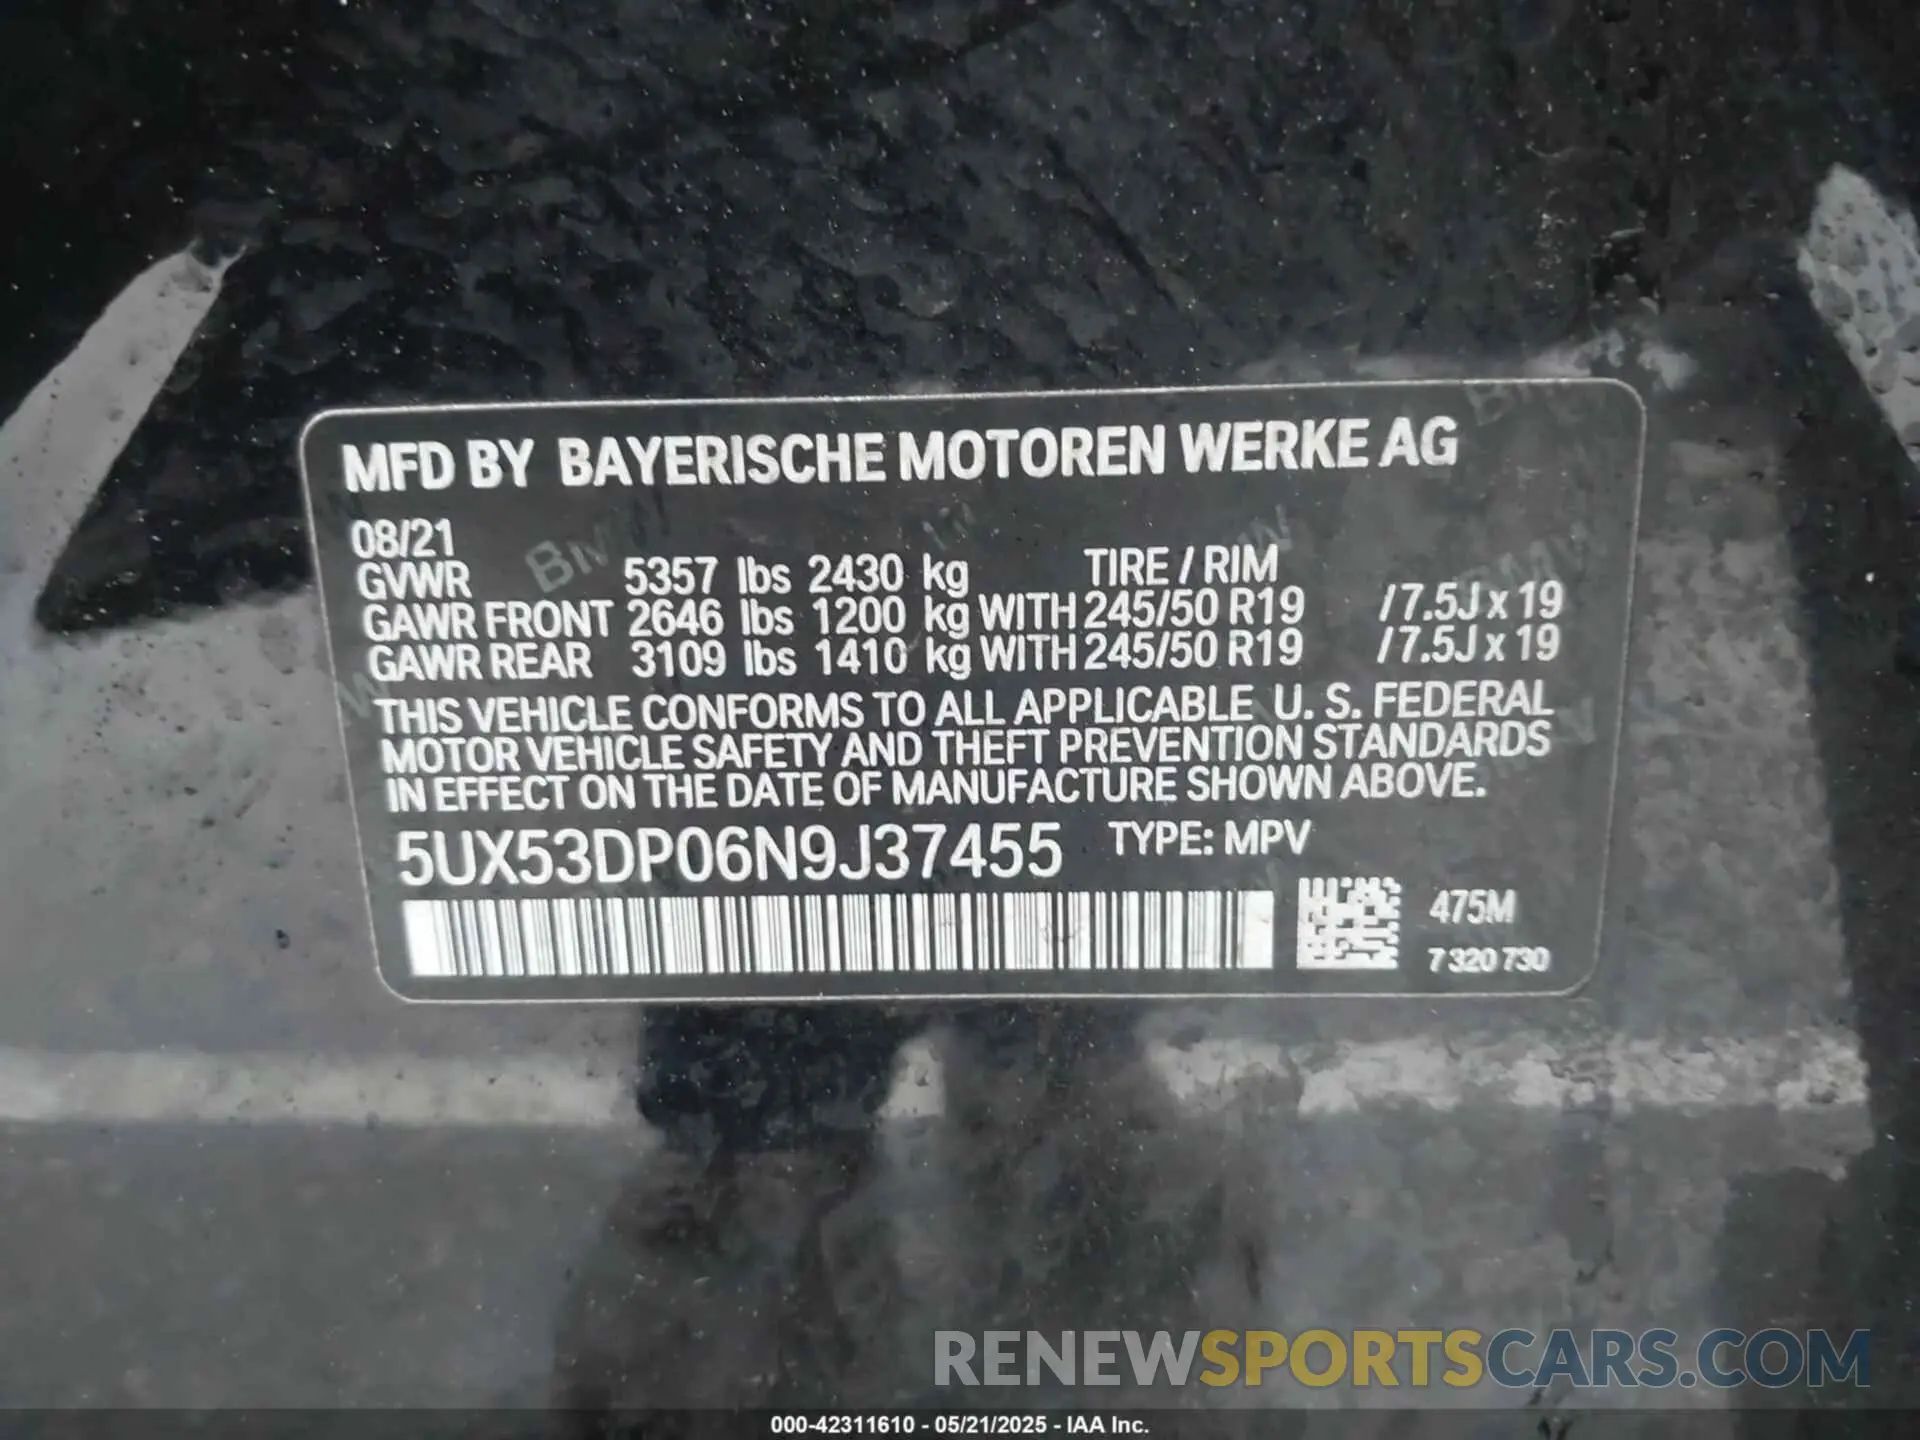 MFD BY BAYERISCHE MOTOREN WERKE AG
08/21
GVWR 5357 lbs 2430 kg TIRE / RIM
GAWR FRONT 2646 lbs 1200 kg WITH 245/50 R19 / 7.5J x 19
GAWR REAR 3109 lbs 1410 kg WITH 245/50 R19 / 7.5J x 19
THIS VEHICLE CONFORMS TO ALL APPLICABLE U. S. FEDERAL
MOTOR VEHICLE SAFETY AND THEFT PREVENTION STANDARDS
IN EFFECT ON THE DATE OF MANUFACTURE SHOWN ABOVE.
5UX53DP06N9J37455 TYPE: MPV
475M
7 320 730
RENEWSPORTSCARS.COM
000-42311610 - 05/21/2025 - IAA Inc.